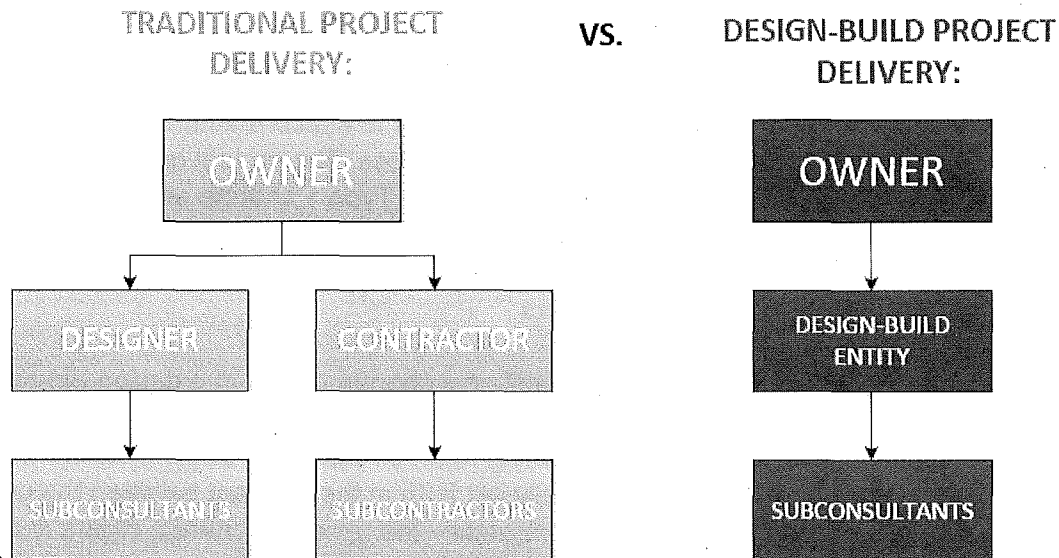 TRADITIONAL PROJECT
DELIVERY:
VS.
DESIGN-BUILD PROJECT
DELIVERY:
OWNER
DESIGNER
CONTRACTOR
SUBCONSULTANTS
SUBCONTRACTORS
OWNER
DESIGN-BUILD
ENTITY
SUBCONSULTANTS